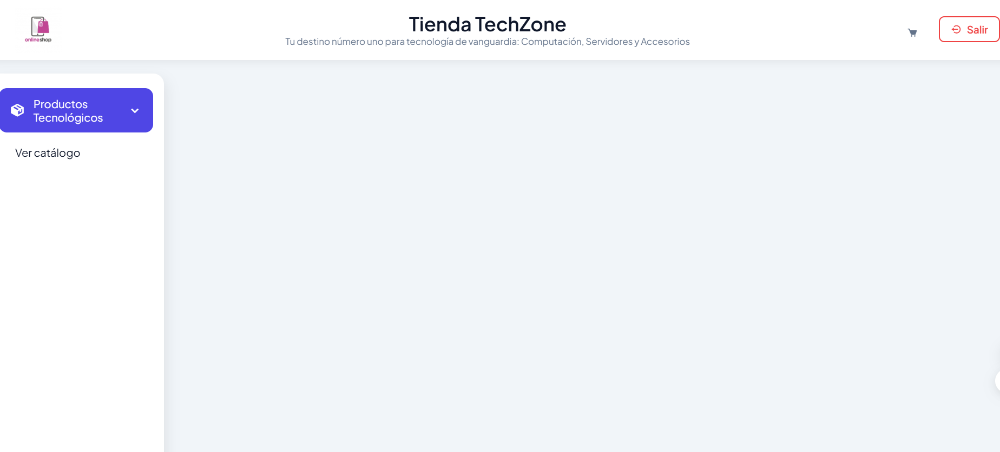 onlineshop
Tienda TechZone
Tu destino número uno para tecnología de vanguardia: Computación, Servidores y Accesorios
Salir
Productos
Tecnológicos
Ver catálogo